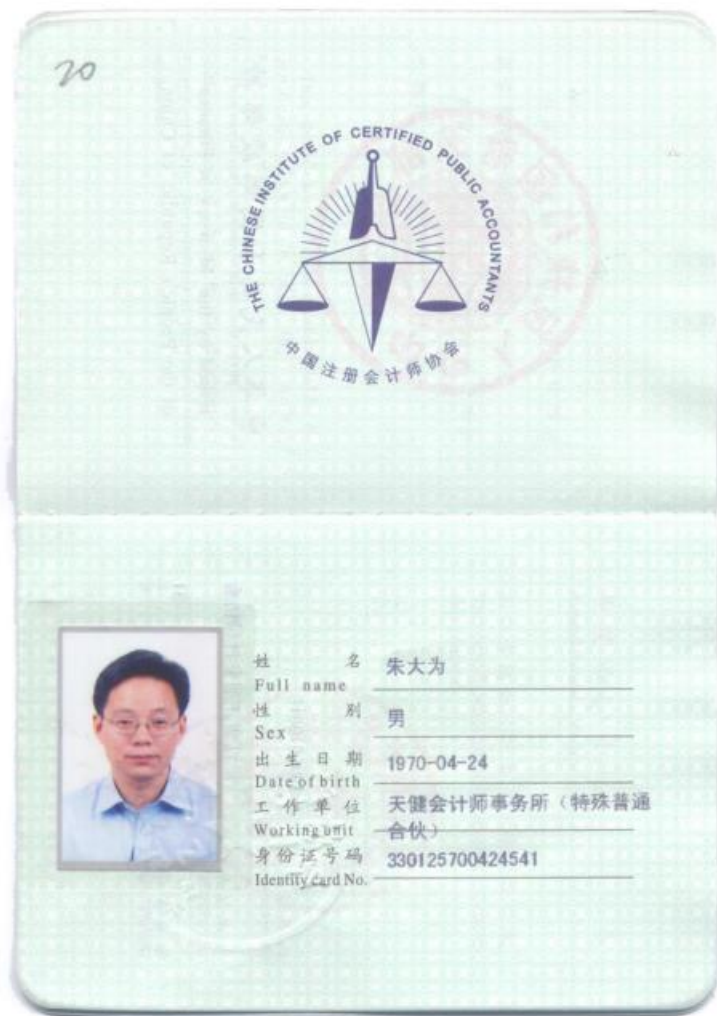 20
THE CHINESE INSTITUTE OF CERTIFIED PUBLIC ACCOUNTANTS
中国注册会计师协会
姓 名 朱大为
Full name
性 别 男
Sex
出生日期 1970-04-24
Date of birth
工作单位 天健会计师事务所（特殊普通
Working unit 合伙）
身份证号码 330125700424541
Identity card No.